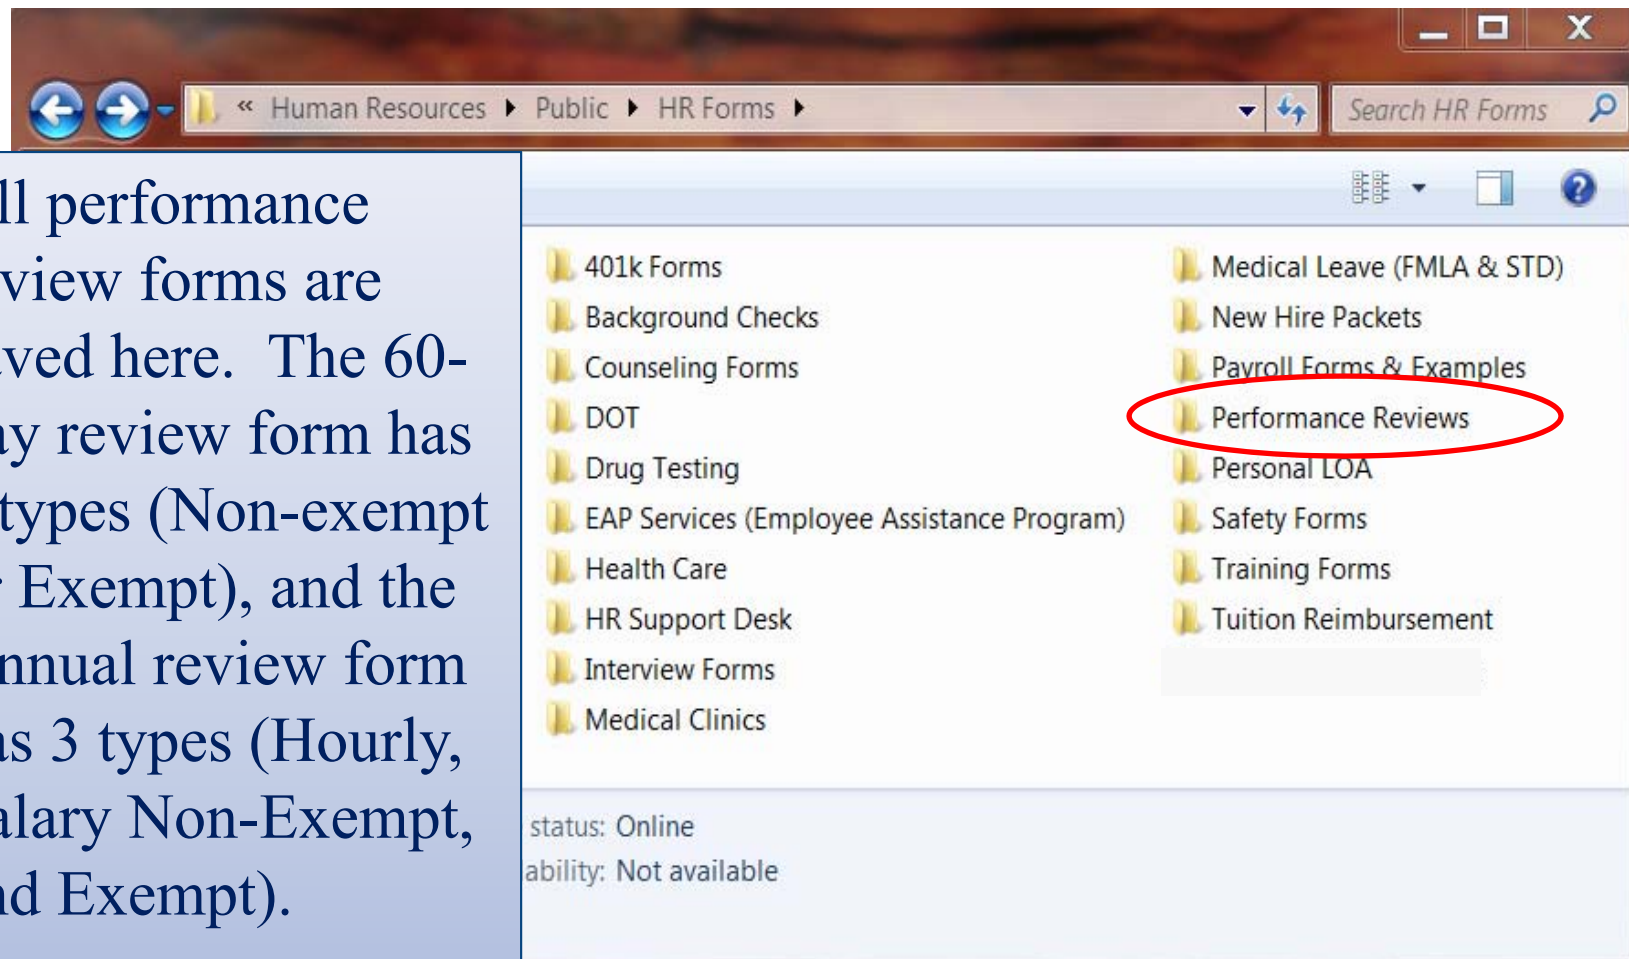 « Human Resources ▸ Public ▸ HR Forms ▸
Search HR Forms
ll performance
view forms are
ved here. The 60-
y review form has
types (Non-exempt
Exempt), and the
nnual review form
as 3 types (Hourly,
alary Non-Exempt,
nd Exempt).
401k Forms
Background Checks
Counseling Forms
DOT
Drug Testing
EAP Services (Employee Assistance Program)
Health Care
HR Support Desk
Interview Forms
Medical Clinics
Medical Leave (FMLA & STD)
New Hire Packets
Payroll Forms & Examples
Performance Reviews
Personal LOA
Safety Forms
Training Forms
Tuition Reimbursement
status: Online
ability: Not available